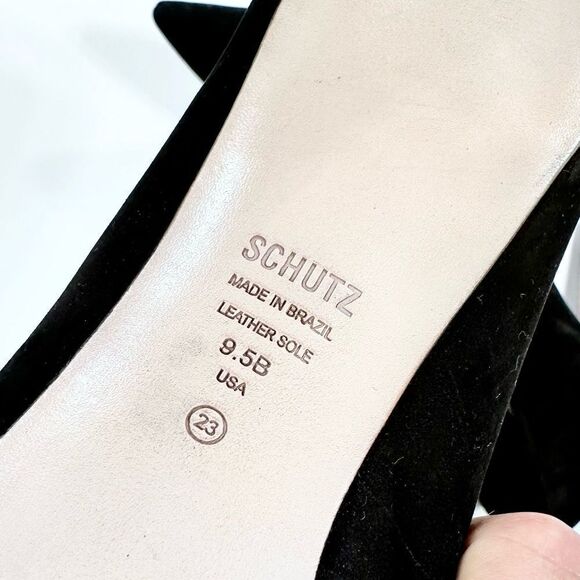 SCHUTZ
MADE IN BRAZIL
LEATHER SOLE
9.5B
USA
23